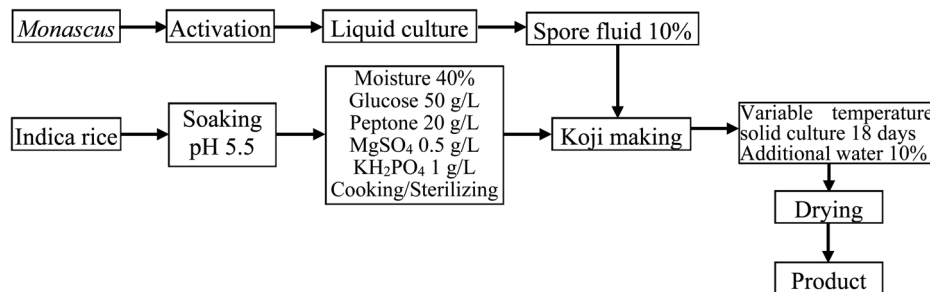 Monascus
Activation
Liquid culture
Spore fluid 10%
Indica rice
Soaking
pH 5.5
Moisture 40%
Glucose 50 g/L
Peptone 20 g/L
MgSO₄ 0.5 g/L
KH₂PO₄ 1 g/L
Cooking/Sterilizing
Koji making
Variable temperature
solid culture 18 days
Additional water 10%
Drying
Product